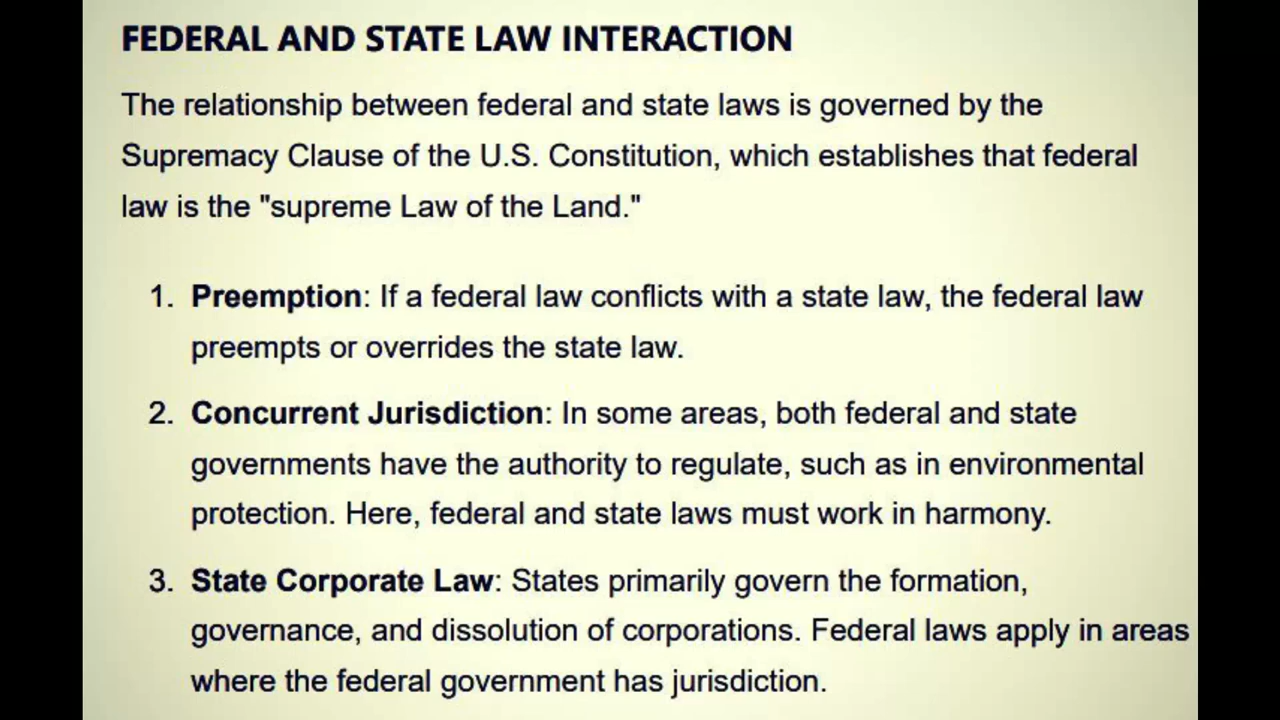 FEDERAL AND STATE LAW INTERACTION
The relationship between federal and state laws is governed by the
Supremacy Clause of the U.S. Constitution, which establishes that federal
law is the "supreme Law of the Land."
1. Preemption: If a federal law conflicts with a state law, the federal law
preempts or overrides the state law.
2. Concurrent Jurisdiction: In some areas, both federal and state
governments have the authority to regulate, such as in environmental
protection. Here, federal and state laws must work in harmony.
3. State Corporate Law: States primarily govern the formation,
governance, and dissolution of corporations. Federal laws apply in areas
where the federal government has jurisdiction.